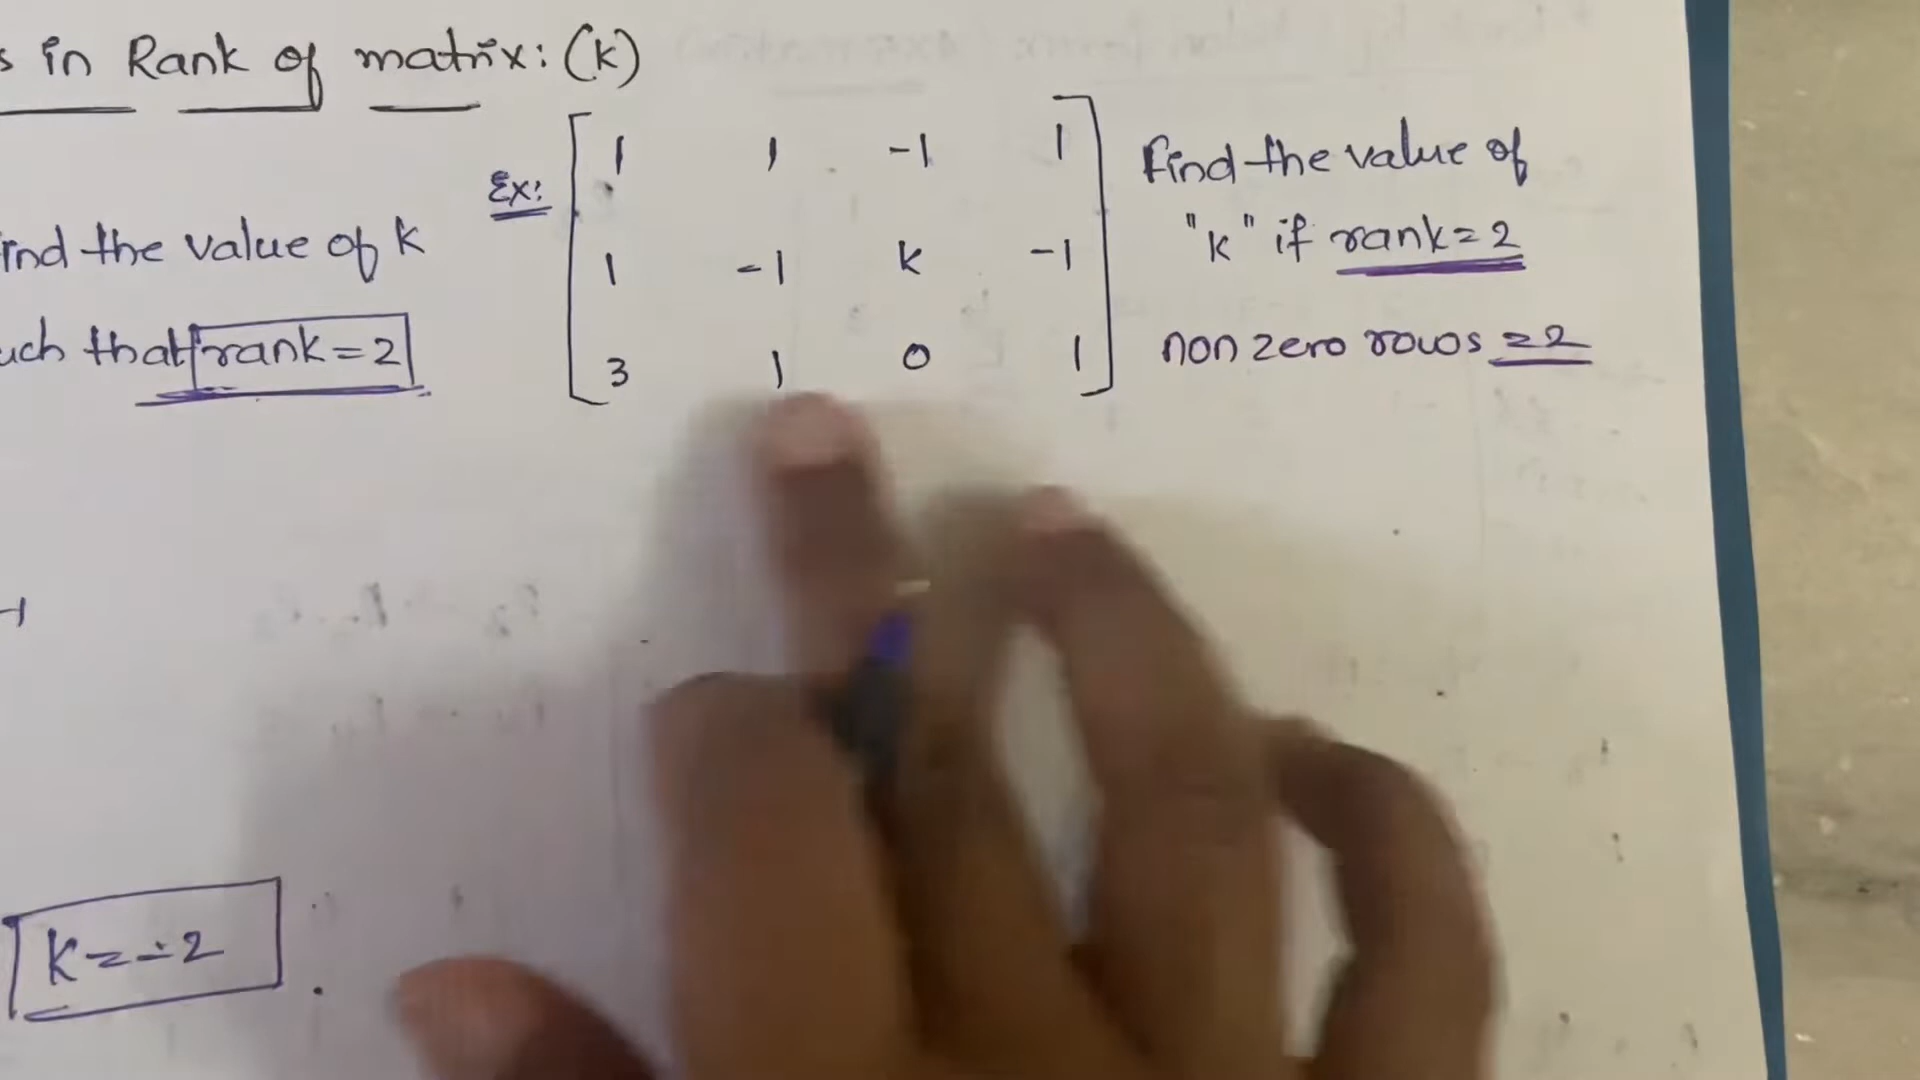 s in Rank of matrix: (k)
ind the value of k
uch that rank = 2
-1
k = -2
Ex:
1 1 -1 1
1 -1 k -1
3 1 0 1
Find the value of
"k" if rank = 2
non zero rows = 2